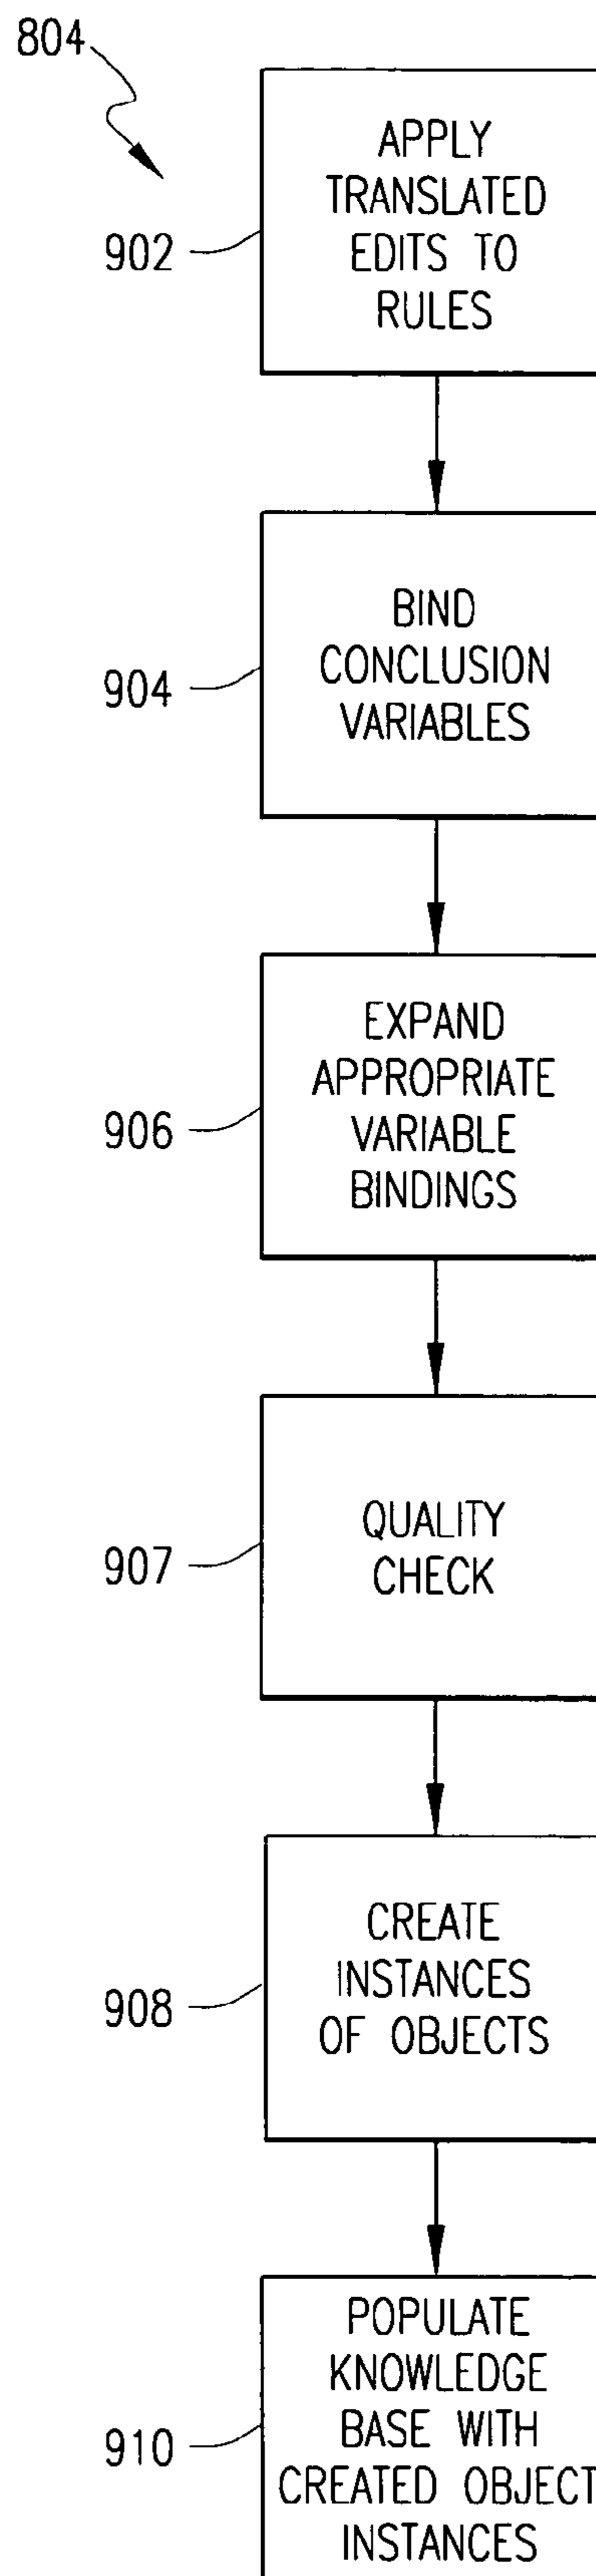 804
APPLY
TRANSLATED
902
EDITS TO
RULES
BIND
CONCLUSION
904
VARIABLES
EXPAND
APPROPRIATE
906
VARIABLE
BINDINGS
QUALITY
907
CHECK
CREATE
INSTANCES
908
OF OBJECTS
POPULATE
KNOWLEDGE
910
BASE WITH
CREATED OBJECT
INSTANCES